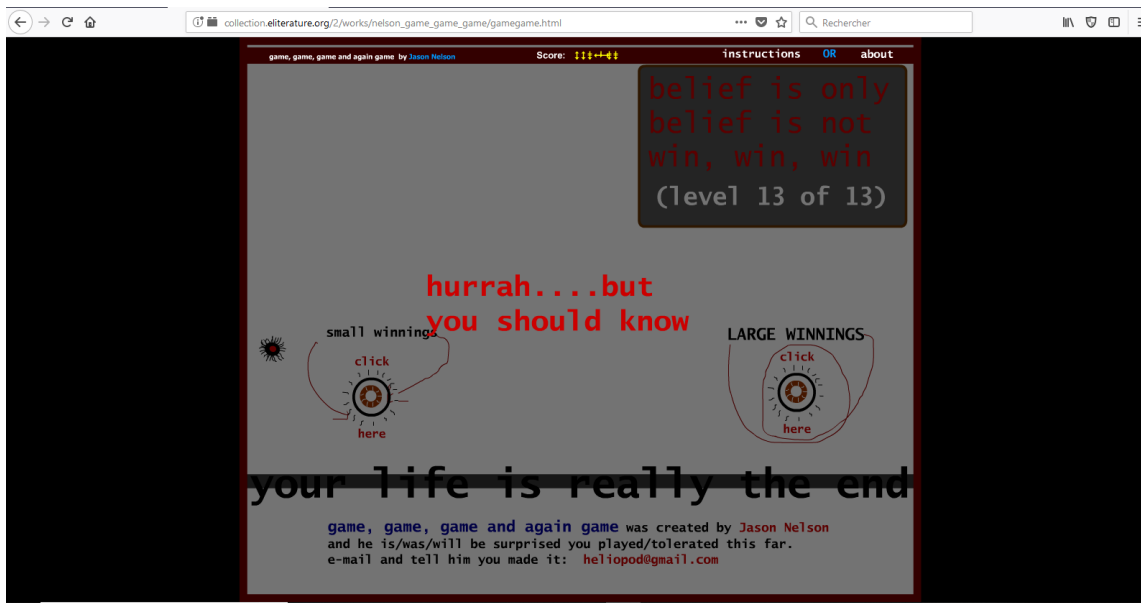 collection.eliterature.org/2/works/nelson_game_game_game/gamegame.html
Rechercher
game, game, game and again game by Jason Nelson
Score:
instructions OR about
belief is only
belief is not
win, win, win
(level 13 of 13)
hurrah....but
you should know
small winnings
click
here
LARGE WINNINGS
click
here
your life is really the end
game, game, game and again game was created by Jason Nelson
and he is/was/will be surprised you played/tolerated this far.
e-mail and tell him you made it: heliopod@gmail.com